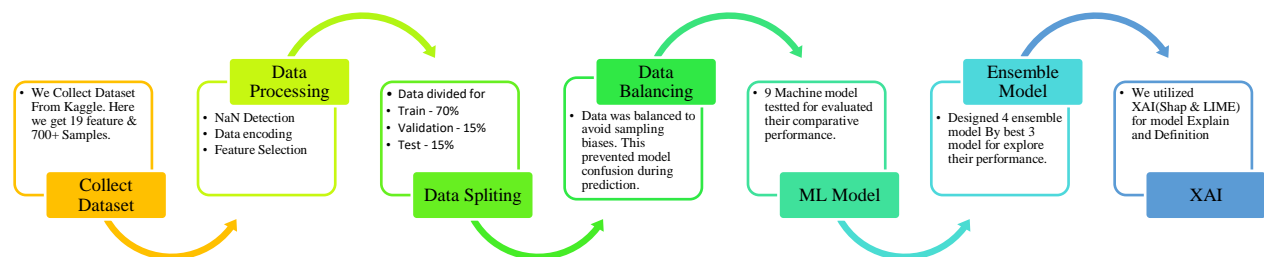 • We Collect Dataset
From Kaggle. Here
we get 19 feature &
700+ Samples.
Collect
Dataset
Data
Processing
• NaN Detection
• Data encoding
• Feature Selection
• Data divided for
• Train - 70%
• Validation - 15%
• Test - 15%
Data Spliting
Data
Balancing
• Data was balanced to
avoid sampling
biases. This
prevented model
confusion during
prediction.
• 9 Machine model
testted for evaluated
their comparative
performance.
ML Model
Ensemble
Model
• Designed 4 ensemble
model By best 3
model for explore
their performance.
• We utilized
XAI(Shap & LIME)
for model Explain
and Definition
XAI